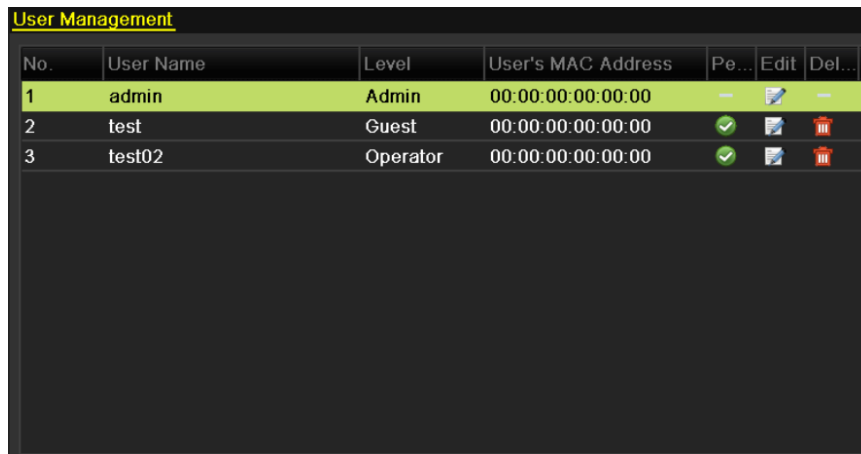 User Management
No. User Name Level User's MAC Address Pe... Edit Del...
1 admin Admin 00:00:00:00:00:00
2 test Guest 00:00:00:00:00:00
3 test02 Operator 00:00:00:00:00:00